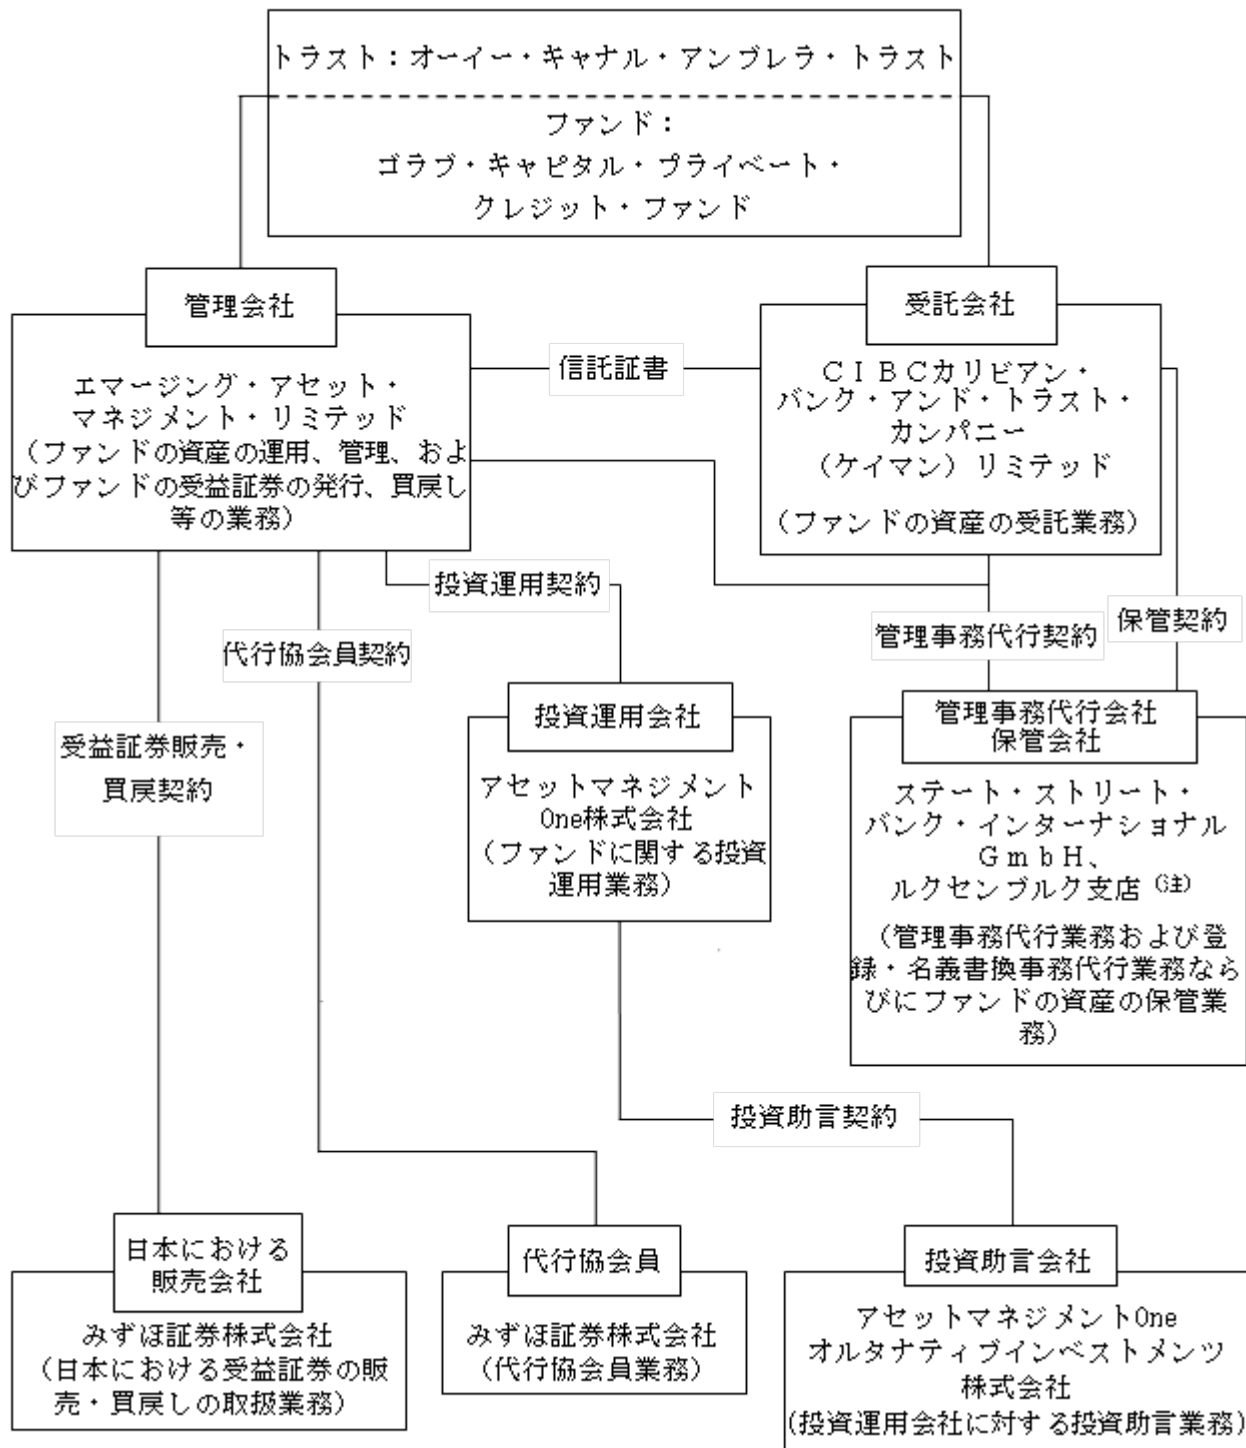 トラスト：オーイー・キャナル・アンブレラ・トラスト
ファンド：
ゴラブ・キャピタル・プライベート・
クレジット・ファンド
管理会社
エマージング・アセット・
マネジメント・リミテッド
（ファンドの資産の運用、管理、およ
びファンドの受益証券の発行、買戻し
等の業務）
信託証書
受託会社
ＣＩＢＣカリビアン・
バンク・アンド・トラスト・
カンパニー
（ケイマン）リミテッド
（ファンドの資産の受託業務）
投資運用契約
代行協会員契約
管理事務代行契約
保管契約
受益証券販売・
買戻契約
投資運用会社
アセットマネジメント
One株式会社
（ファンドに関する投資
運用業務）
管理事務代行会社
保管会社
ステート・ストリート・
バンク・インターナショナル
ＧｍｂＨ、
ルクセンブルク支店（注）
（管理事務代行業務および登
録・名義書換事務代行業務なら
びにファンドの資産の保管業
務）
投資助言契約
日本における
販売会社
みずほ証券株式会社
（日本における受益証券の販
売・買戻しの取扱業務）
代行協会員
みずほ証券株式会社
（代行協会員業務）
投資助言会社
アセットマネジメントOne
オルタナティブインベストメンツ
株式会社
(投資運用会社に対する投資助言業務)